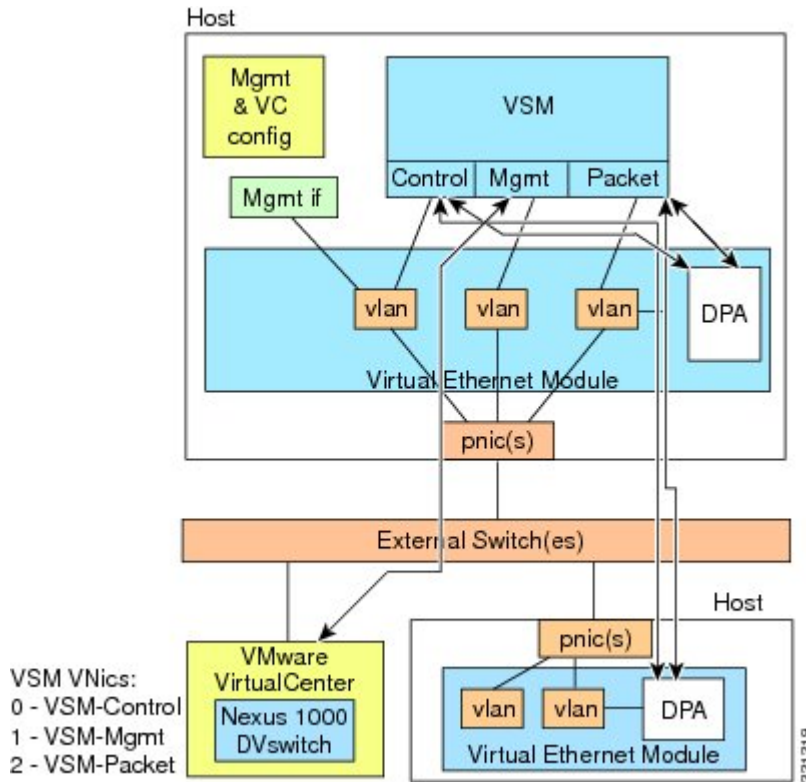 Host
Mgmt
& VC
config
VSM
Control
Mgmt
Packet
Mgmt if
vlan
vlan
vlan
DPA
Virtual Ethernet Module
pnic(s)
External Switch(es)
Host
pnic(s)
VMware
VirtualCenter
Nexus 1000
DVswitch
vlan
vlan
DPA
Virtual Ethernet Module
VSM VNics:
0 - VSM-Control
1 - VSM-Mgmt
2 - VSM-Packet